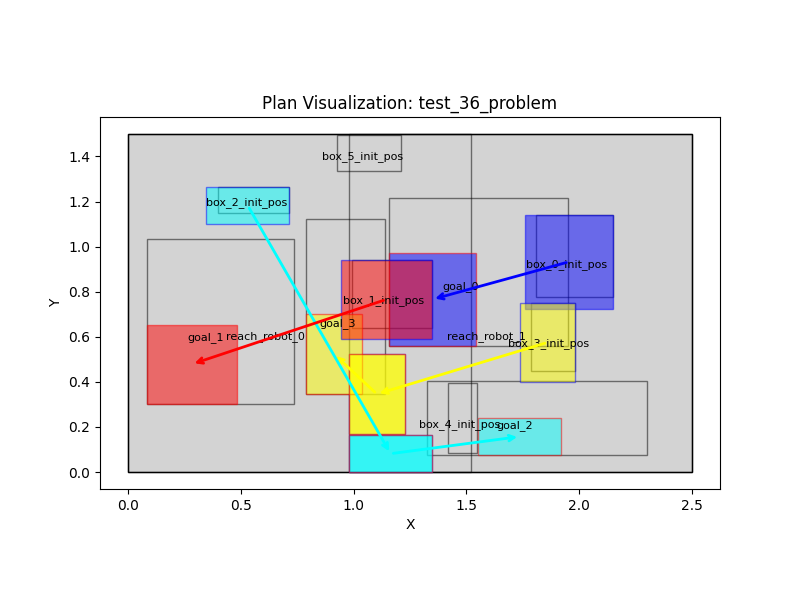 Plan Visualization: test_36_problem
box_5_init_pos
box_2_init_pos
box_0_init_pos
goal_0
box_1_init_pos
goal_3
goal_1
reach_robot_0
reach_robot_1
box_3_init_pos
box_4_init_pos
goal_2
Y
1.4
1.2
1.0
0.8
0.6
0.4
0.2
0.0
0.0 0.5 1.0 1.5 2.0 2.5
X